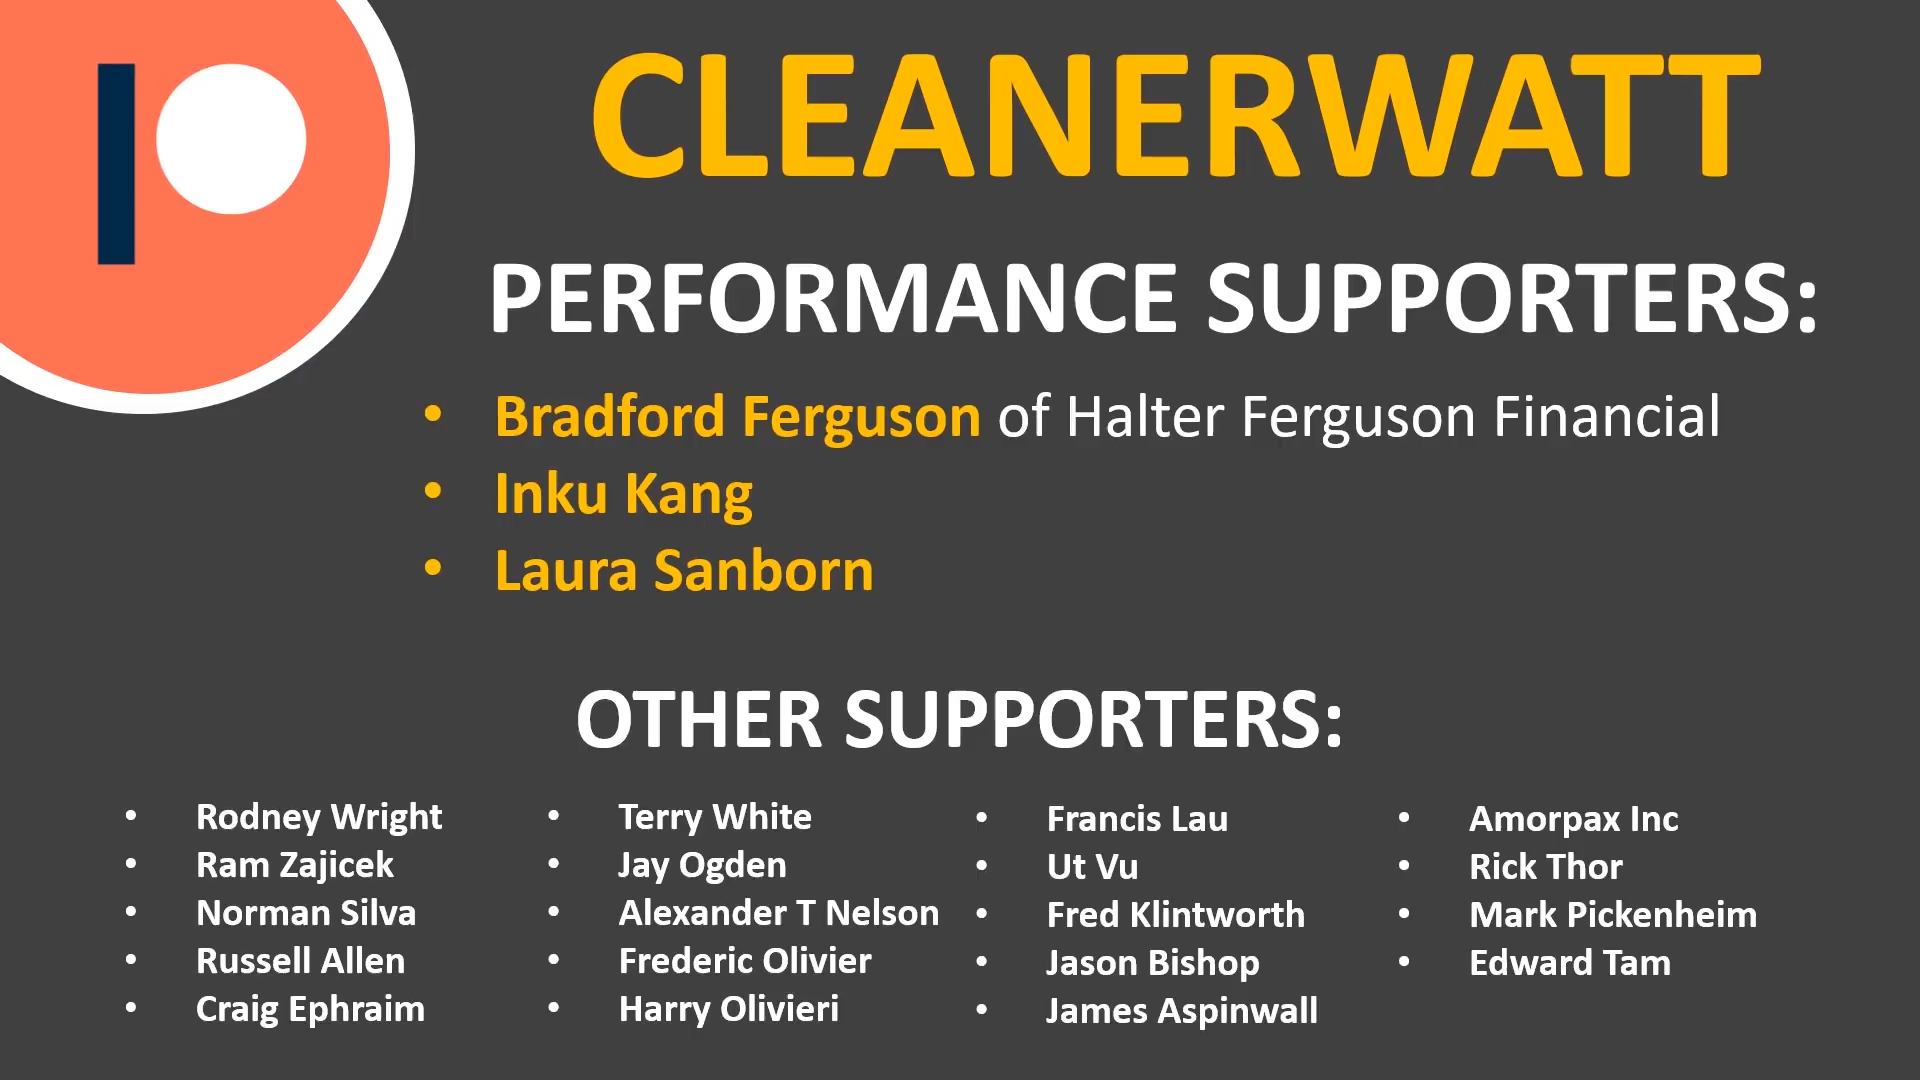 CLEANERWATT
PERFORMANCE SUPPORTERS:
• Bradford Ferguson of Halter Ferguson Financial
• Inku Kang
• Laura Sanborn
OTHER SUPPORTERS:
• Rodney Wright
• Ram Zajicek
• Norman Silva
• Russell Allen
• Craig Ephraim
• Terry White
• Jay Ogden
• Alexander T Nelson
• Frederic Olivier
• Harry Olivieri
• Francis Lau
• Ut Vu
• Fred Klintworth
• Jason Bishop
• James Aspinwall
• Amorpax Inc
• Rick Thor
• Mark Pickenheim
• Edward Tam